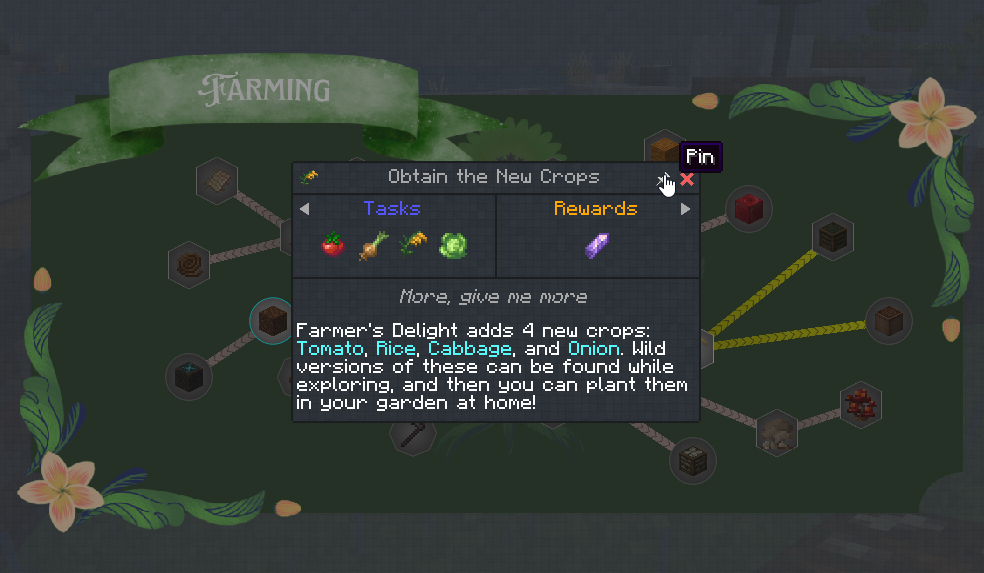 Farming
Pin
Obtain the New Crops
Tasks
Rewards
More, give me more
Farmer's Delight adds 4 new crops:
Tomato, Rice, Cabbage, and Onion. Wild
versions of these can be found while
exploring, and then you can plant them
in your garden at home!